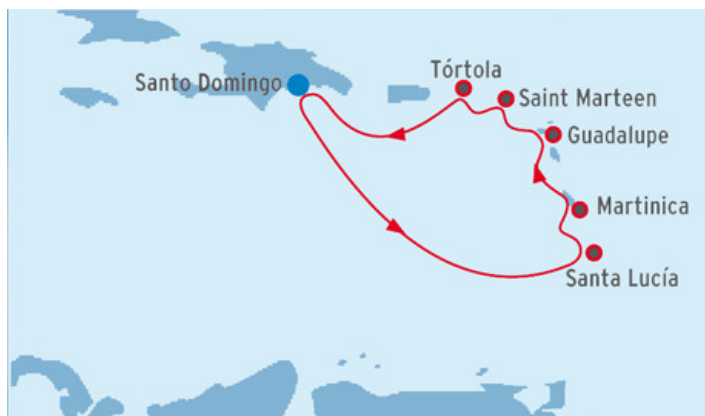 Santo Domingo
Tórtola
Saint Marteen
Guadalupe
Martinica
Santa Lucía